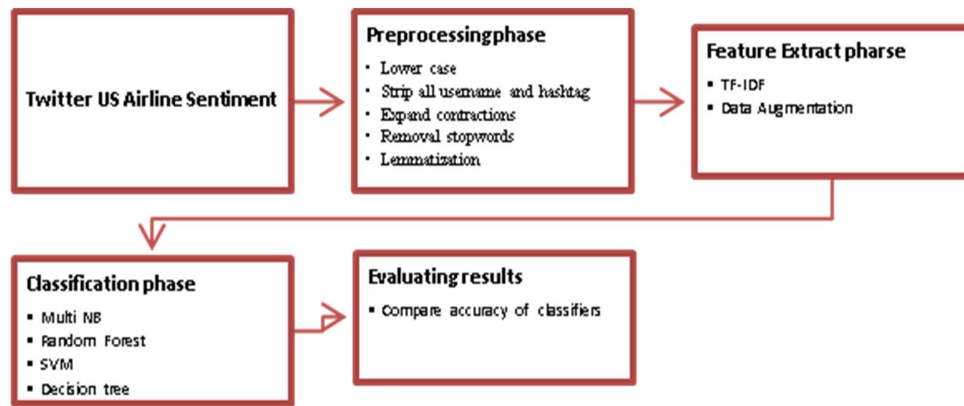 Twitter US Airline Sentiment
Preprocessing phase
• Lower case
• Strip all username and hashtag
• Expand contractions
• Removal stopwords
• Lemmatization
Feature Extract pharse
▪ TF-IDF
▪ Data Augmentation
Classification phase
▪ Multi NB
▪ Random Forest
▪ SVM
▪ Decision tree
Evaluating results
▪ Compare accuracy of classifiers